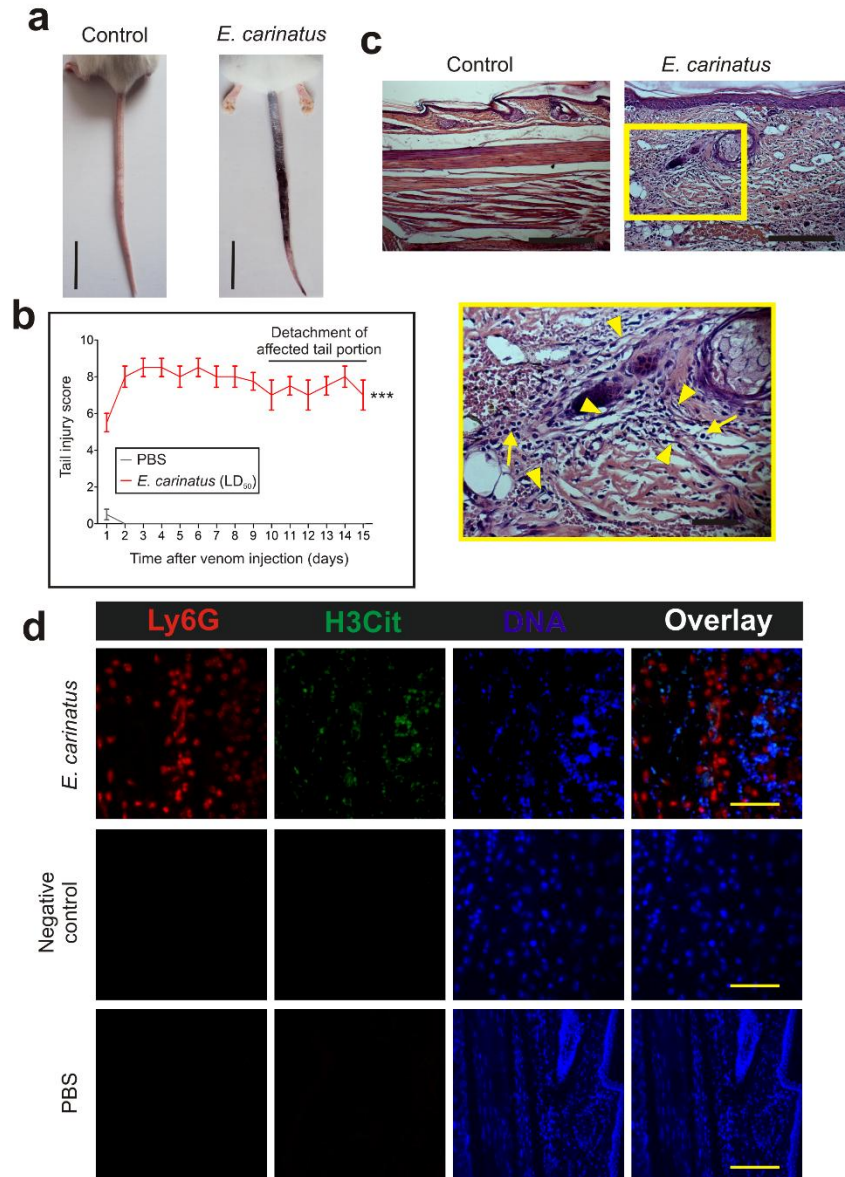 a
Control
E. carinatus
c
Control
E. carinatus
b
Tail injury score
10
8
6
4
2
0
Detachment of
affected tail portion
***
PBS
E. carinatus (LD₅₀)
1 2 3 4 5 6 7 8 9 10 11 12 13 14 15
Time after venom injection (days)
d
Ly6G H3Cit DNA Overlay
E. carinatus
Negative
control
PBS